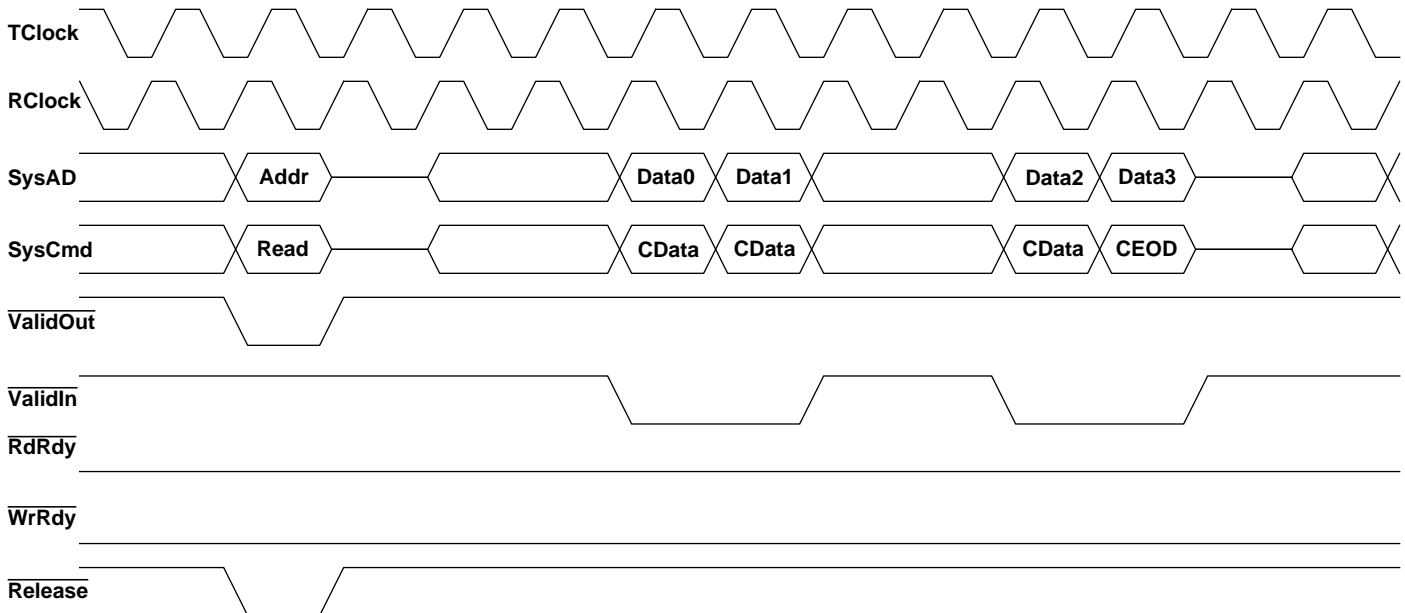 TClock
RClock
SysAD Addr Data0 Data1 Data2 Data3
SysCmd Read CData CData CData CEOD
ValidOut
ValidIn
RdRdy
WrRdy
Release